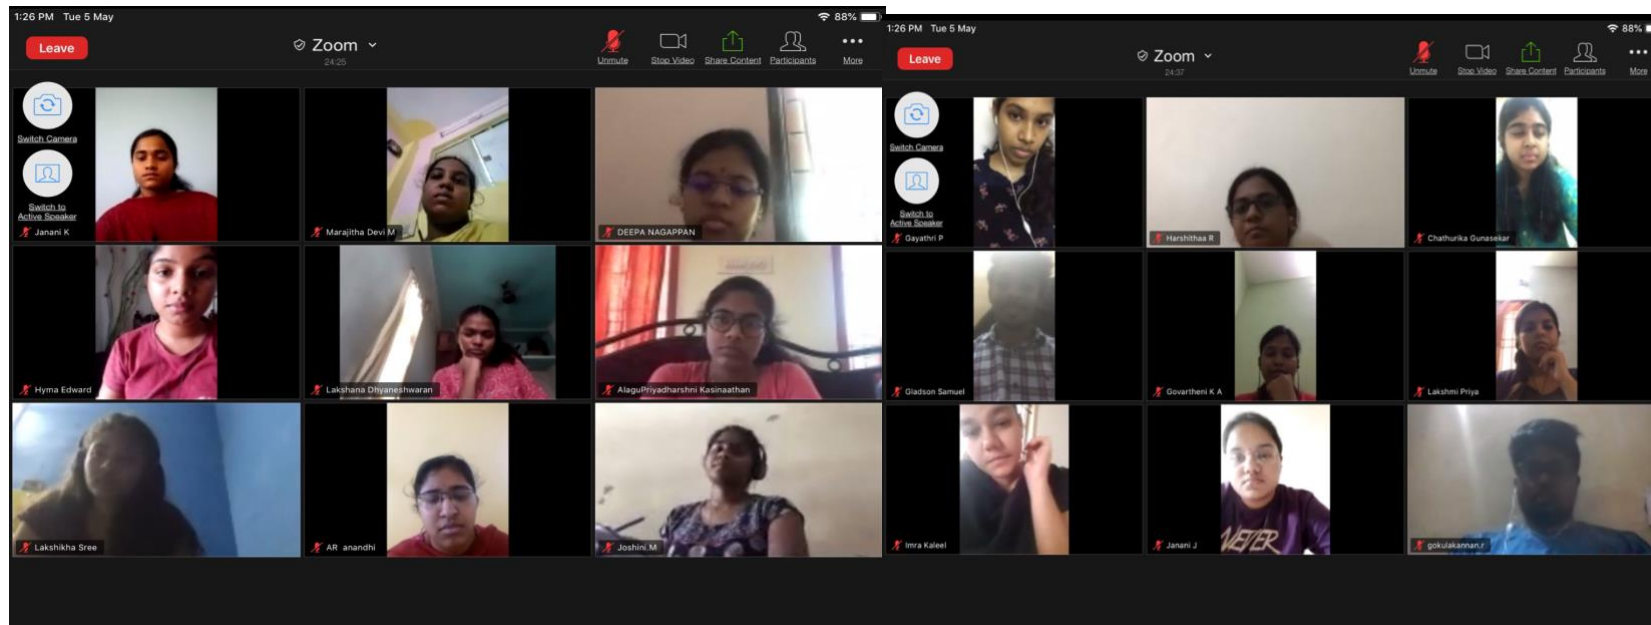 1:26 PM Tue 5 May
88%
Leave
Zoom
24:25
Unmute
Stop Video
Share Content
Participants
More
Switch Camera
Switch to
Active Speaker
Janani K
Marajitha Devi M
DEEPA NAGAPPAN
Hyma Edward
Lakshana Dhyaneshwaran
AlaguPriyadharshni Kasinaathan
Lakshikha Sree
AR anandhi
Joshini.M
1:26 PM Tue 5 May
88%
Leave
Zoom
24:37
Unmute
Stop Video
Share Content
Participants
More
Switch Camera
Switch to
Active Speaker
Gayathri P
Harshithaa R
Chathurika Gunasekar
Gladson Samuel
Govartheni K A
Lakshmi Priya
Imra Kaleel
Janani J
gokulakannan.r